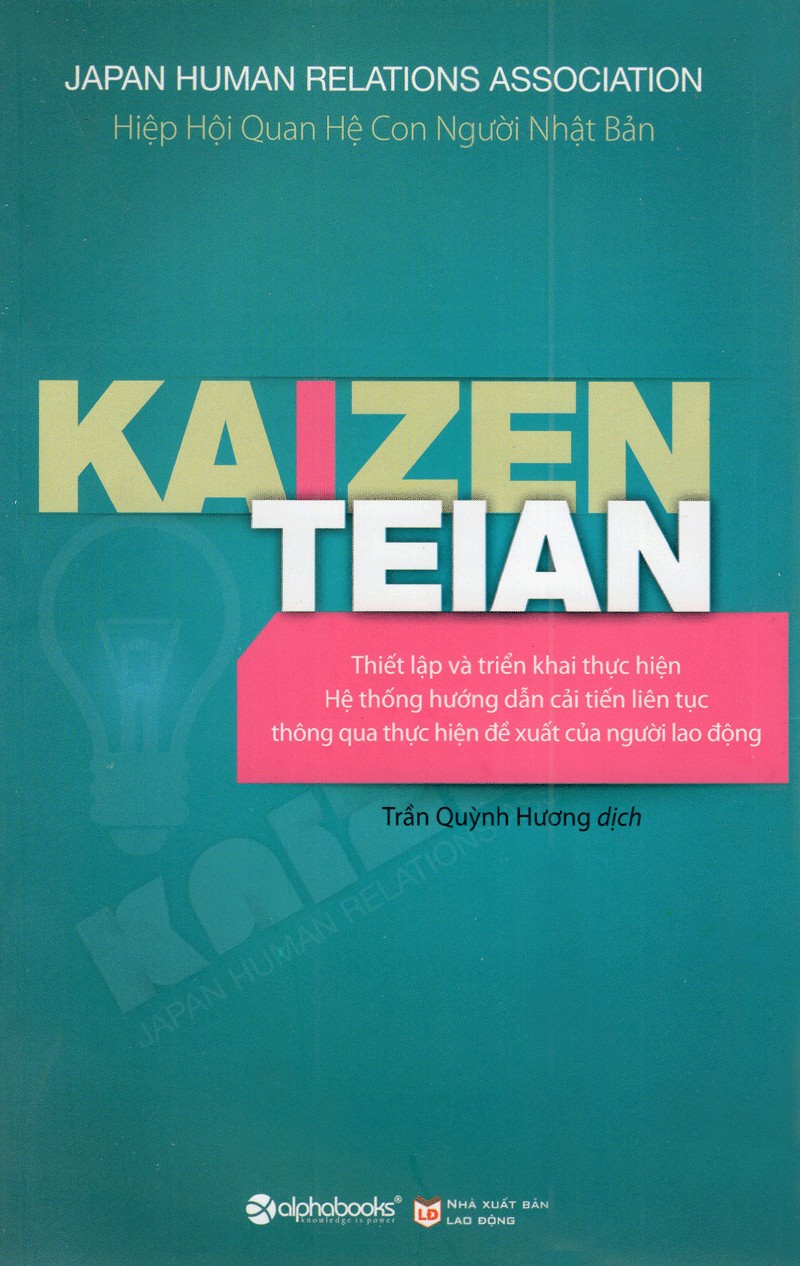 JAPAN HUMAN RELATIONS ASSOCIATION
Hiệp Hội Quan Hệ Con Người Nhật Bản
KAIZEN
TEIAN
Thiết lập và triển khai thực hiện
Hệ thống hướng dẫn cải tiến liên tục
thông qua thực hiện đề xuất của người lao động
Trần Quỳnh Hương dịch
Kaiz
JAPAN HUMAN RELATIONS
alphabooks®
knowledge is power
LĐ
NHÀ XUẤT BẢN
LAO ĐỘNG